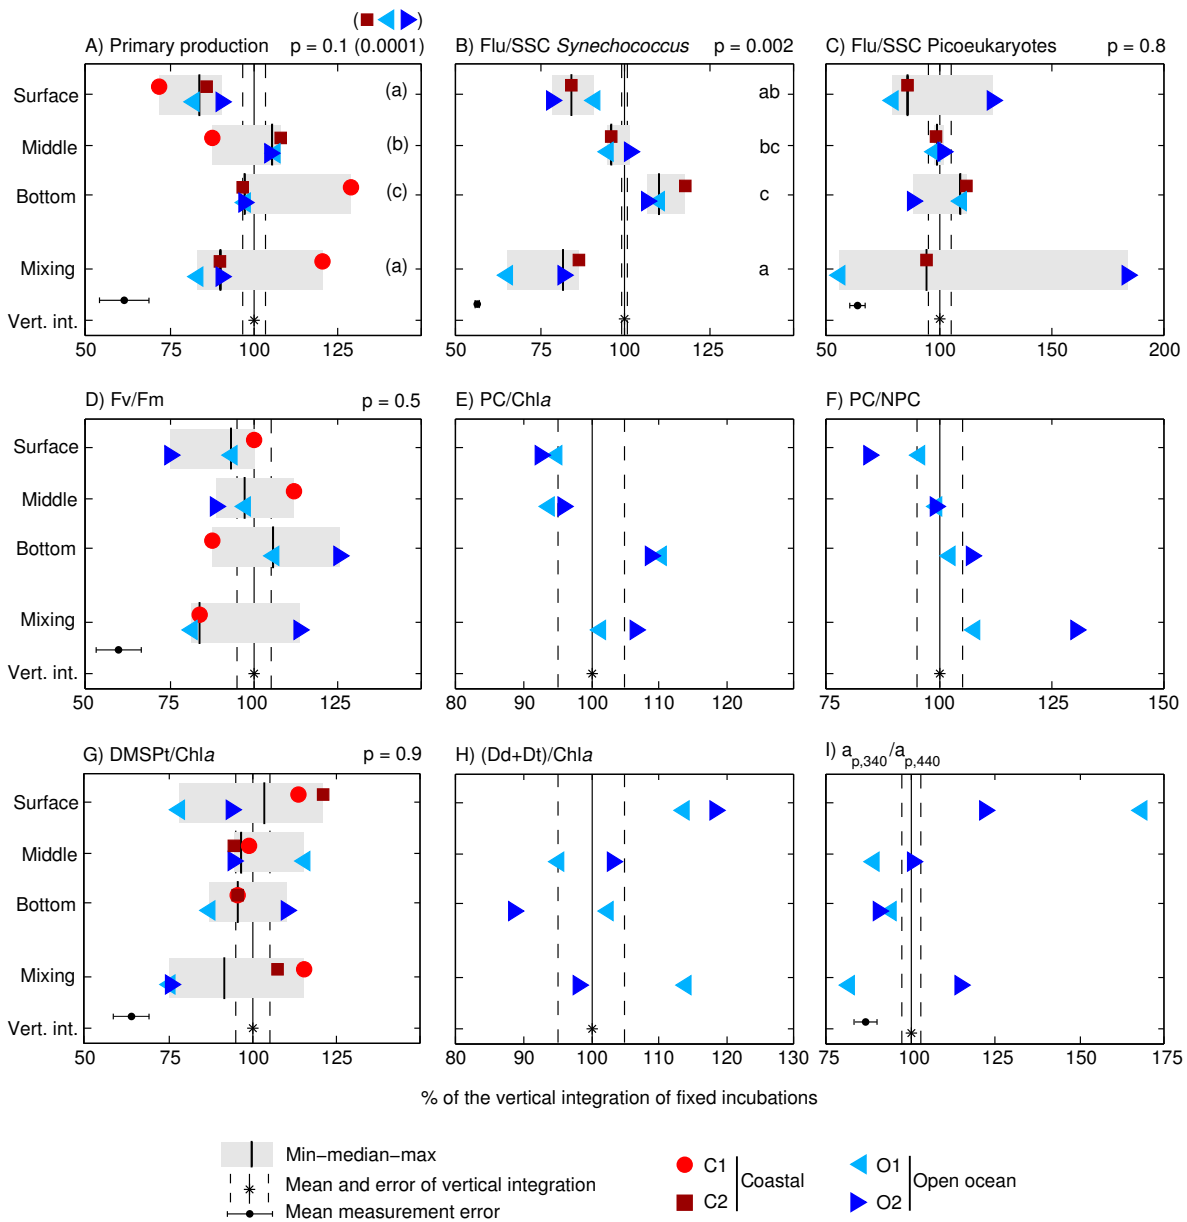 ( )
A) Primary production p = 0.1 (0.0001)
B) Flu/SSC Synechococcus p = 0.002
C) Flu/SSC Picoeukaryotes p = 0.8
Surface (a) ab
Middle (b) bc
Bottom (c) c
Mixing (a) a
Vert. int.
50 75 100 125
50 75 100 125
50 100 150 200
D) Fv/Fm p = 0.5
E) PC/Chla
F) PC/NPC
Surface
Middle
Bottom
Mixing
Vert. int.
50 75 100 125
80 90 100 110 120 130
75 100 125 150
G) DMSPt/Chla p = 0.9
H) (Dd+Dt)/Chla
I) ap,340/ap,440
Surface
Middle
Bottom
Mixing
Vert. int.
50 75 100 125
80 90 100 110 120 130
75 100 125 150 175
% of the vertical integration of fixed incubations
Min−median−max
Mean and error of vertical integration
Mean measurement error
C1
C2
Coastal
O1
O2
Open ocean